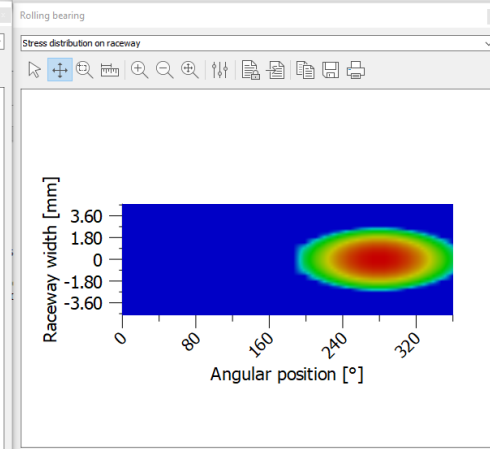 Rolling bearing
Stress distribution on raceway
Raceway width [mm]
3.60
1.80
0
-1.80
-3.60
0
80
160
240
320
Angular position [°]